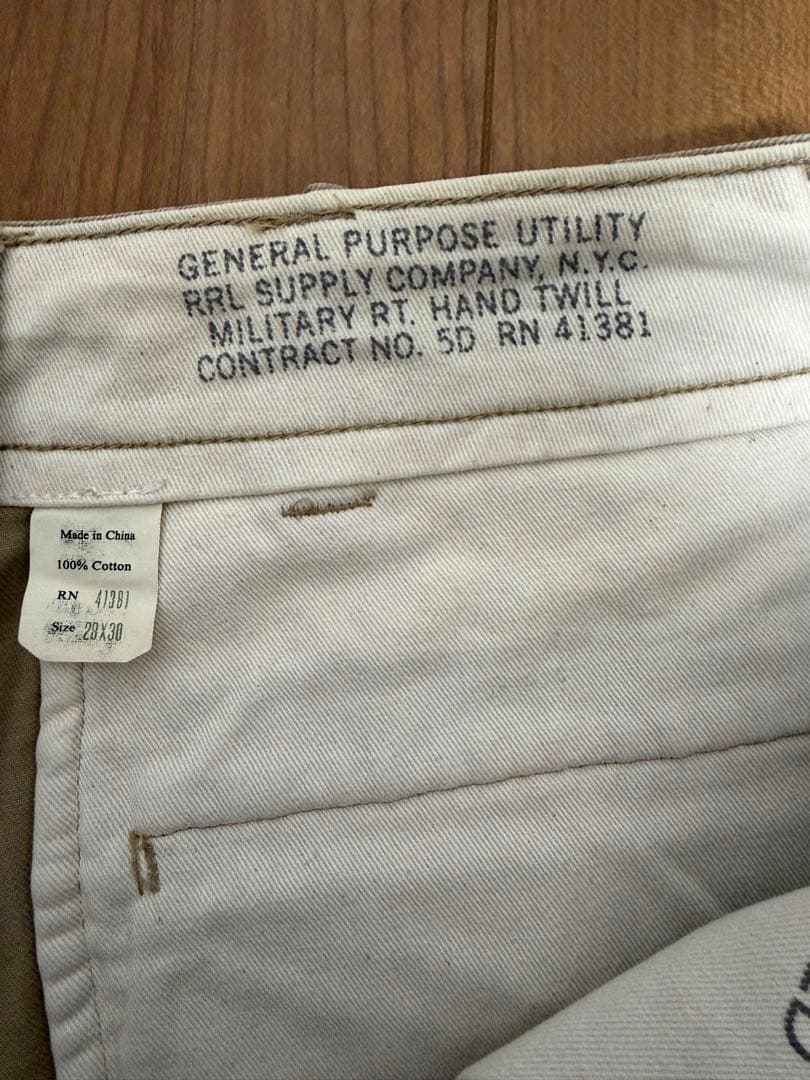 GENERAL PURPOSE UTILITY
RRL SUPPLY COMPANY, N.Y.C.
MILITARY RT. HAND TWILL
CONTRACT NO. 5D RN 41381
Made in China
100% Cotton
RN 41381
Size 28X30